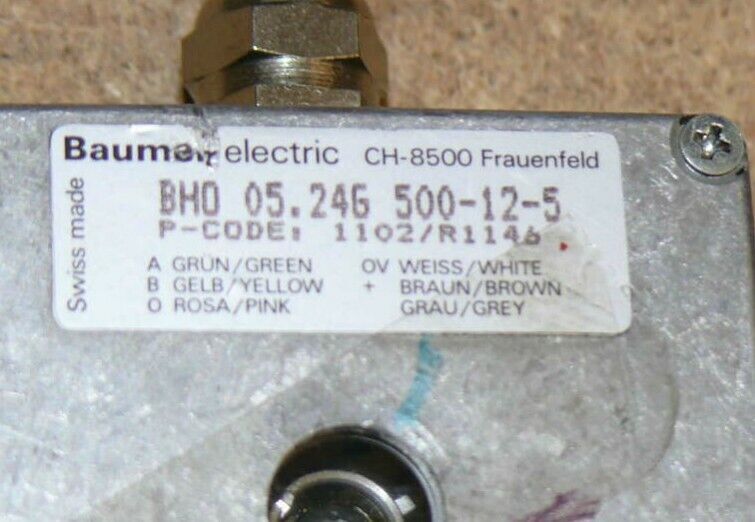 Baumer electric CH-8500 Frauenfeld
Swiss made
BHO 05.24G 500-12-5
P-CODE: 1102/R1146
A GRÜN/GREEN OV WEISS/WHITE
B GELB/YELLOW + BRAUN/BROWN
O ROSA/PINK GRAU/GREY